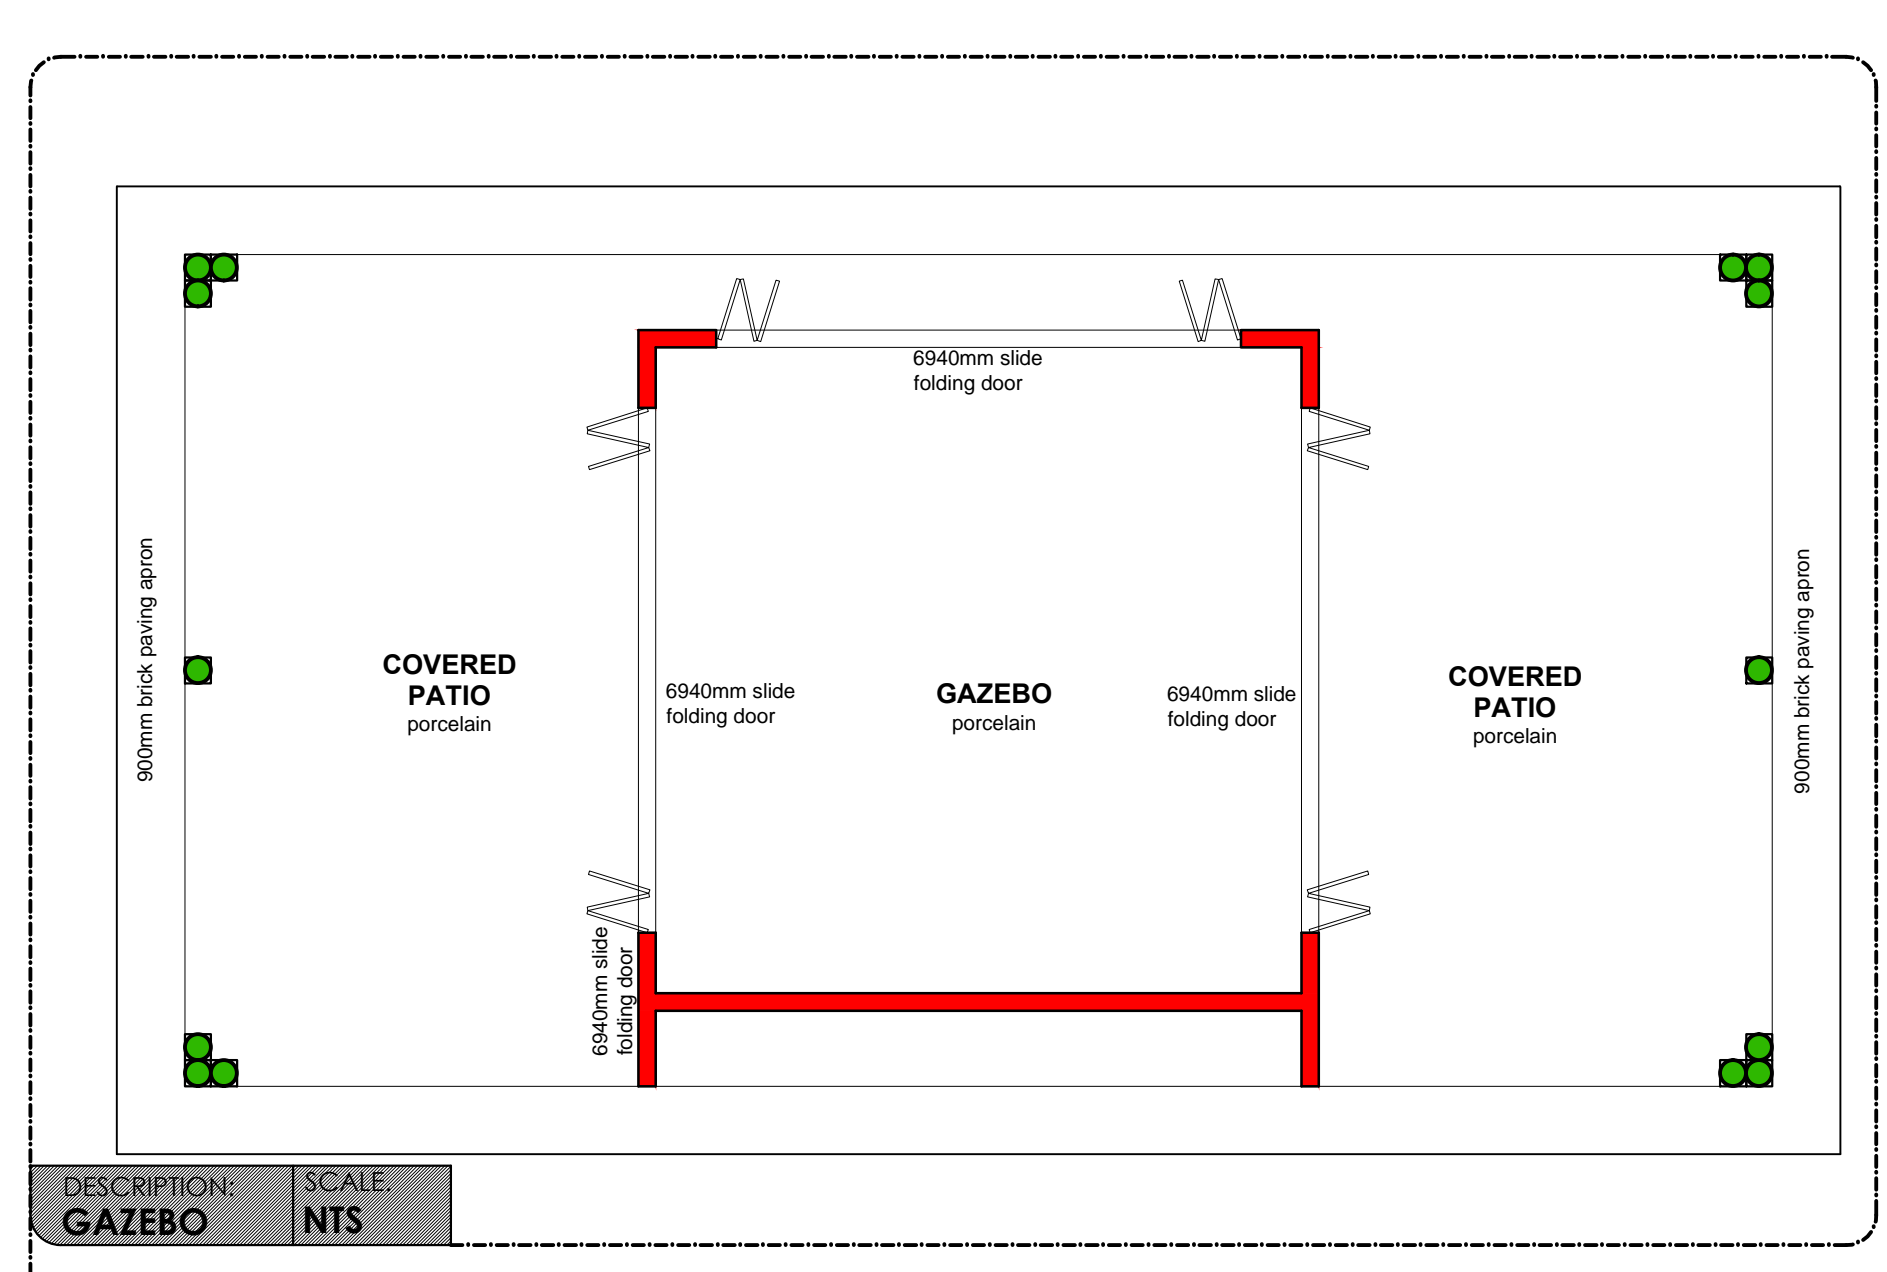 6940mm slide
folding door
900mm brick paving apron
COVERED
PATIO
porcelain
6940mm slide
folding door
GAZEBO
porcelain
6940mm slide
folding door
COVERED
PATIO
porcelain
900mm brick paving apron
6940mm slide
folding door
DESCRIPTION:
GAZEBO
SCALE.
NTS